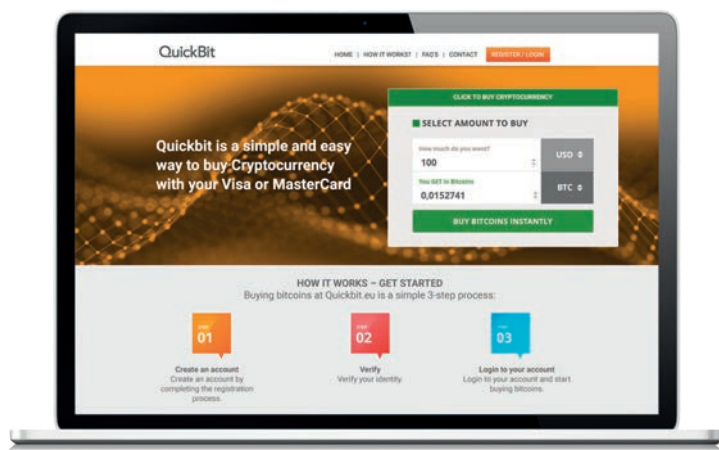 QuickBit
HOME | HOW IT WORKS? | FAQ'S | CONTACT REGISTER / LOGIN
CLICK TO BUY CRYPTOCURRENCY
SELECT AMOUNT TO BUY
How much do you want?
100
USD
You GET in Bitcoins
0,0152741
BTC
BUY BITCOINS INSTANTLY
Quickbit is a simple and easy
way to buy Cryptocurrency
with your Visa or MasterCard
HOW IT WORKS – GET STARTED
Buying bitcoins at Quickbit.eu is a simple 3-step process:
01
Create an account
Create an account by
completing the registration
process.
02
Verify
Verify your identity.
03
Login to your account
Login to your account and start
buying bitcoins.